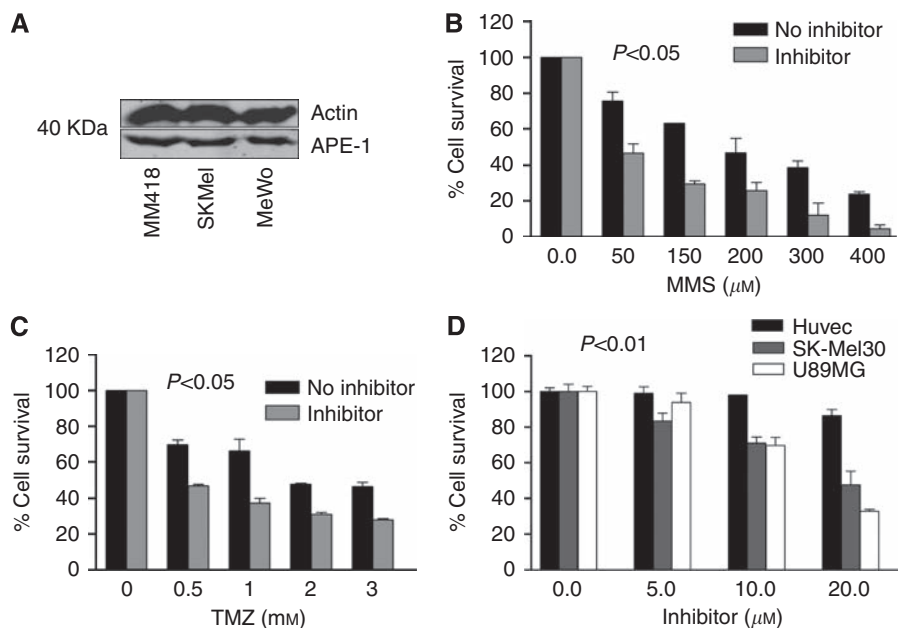 A
40 KDa
Actin
APE-1
MM418
SKMel
MeWo
B
120
100
80
60
40
20
0
% Cell survival
P<0.05
No inhibitor
Inhibitor
0.0 50 150 200 300 400
MMS (μM)
C
120
100
80
60
40
20
0
% Cell survival
P<0.05
No inhibitor
Inhibitor
0 0.5 1 2 3
TMZ (mM)
D
120
100
80
60
40
20
0
% Cell survival
P<0.01
Huvec
SK-Mel30
U89MG
0.0 5.0 10.0 20.0
Inhibitor (μM)